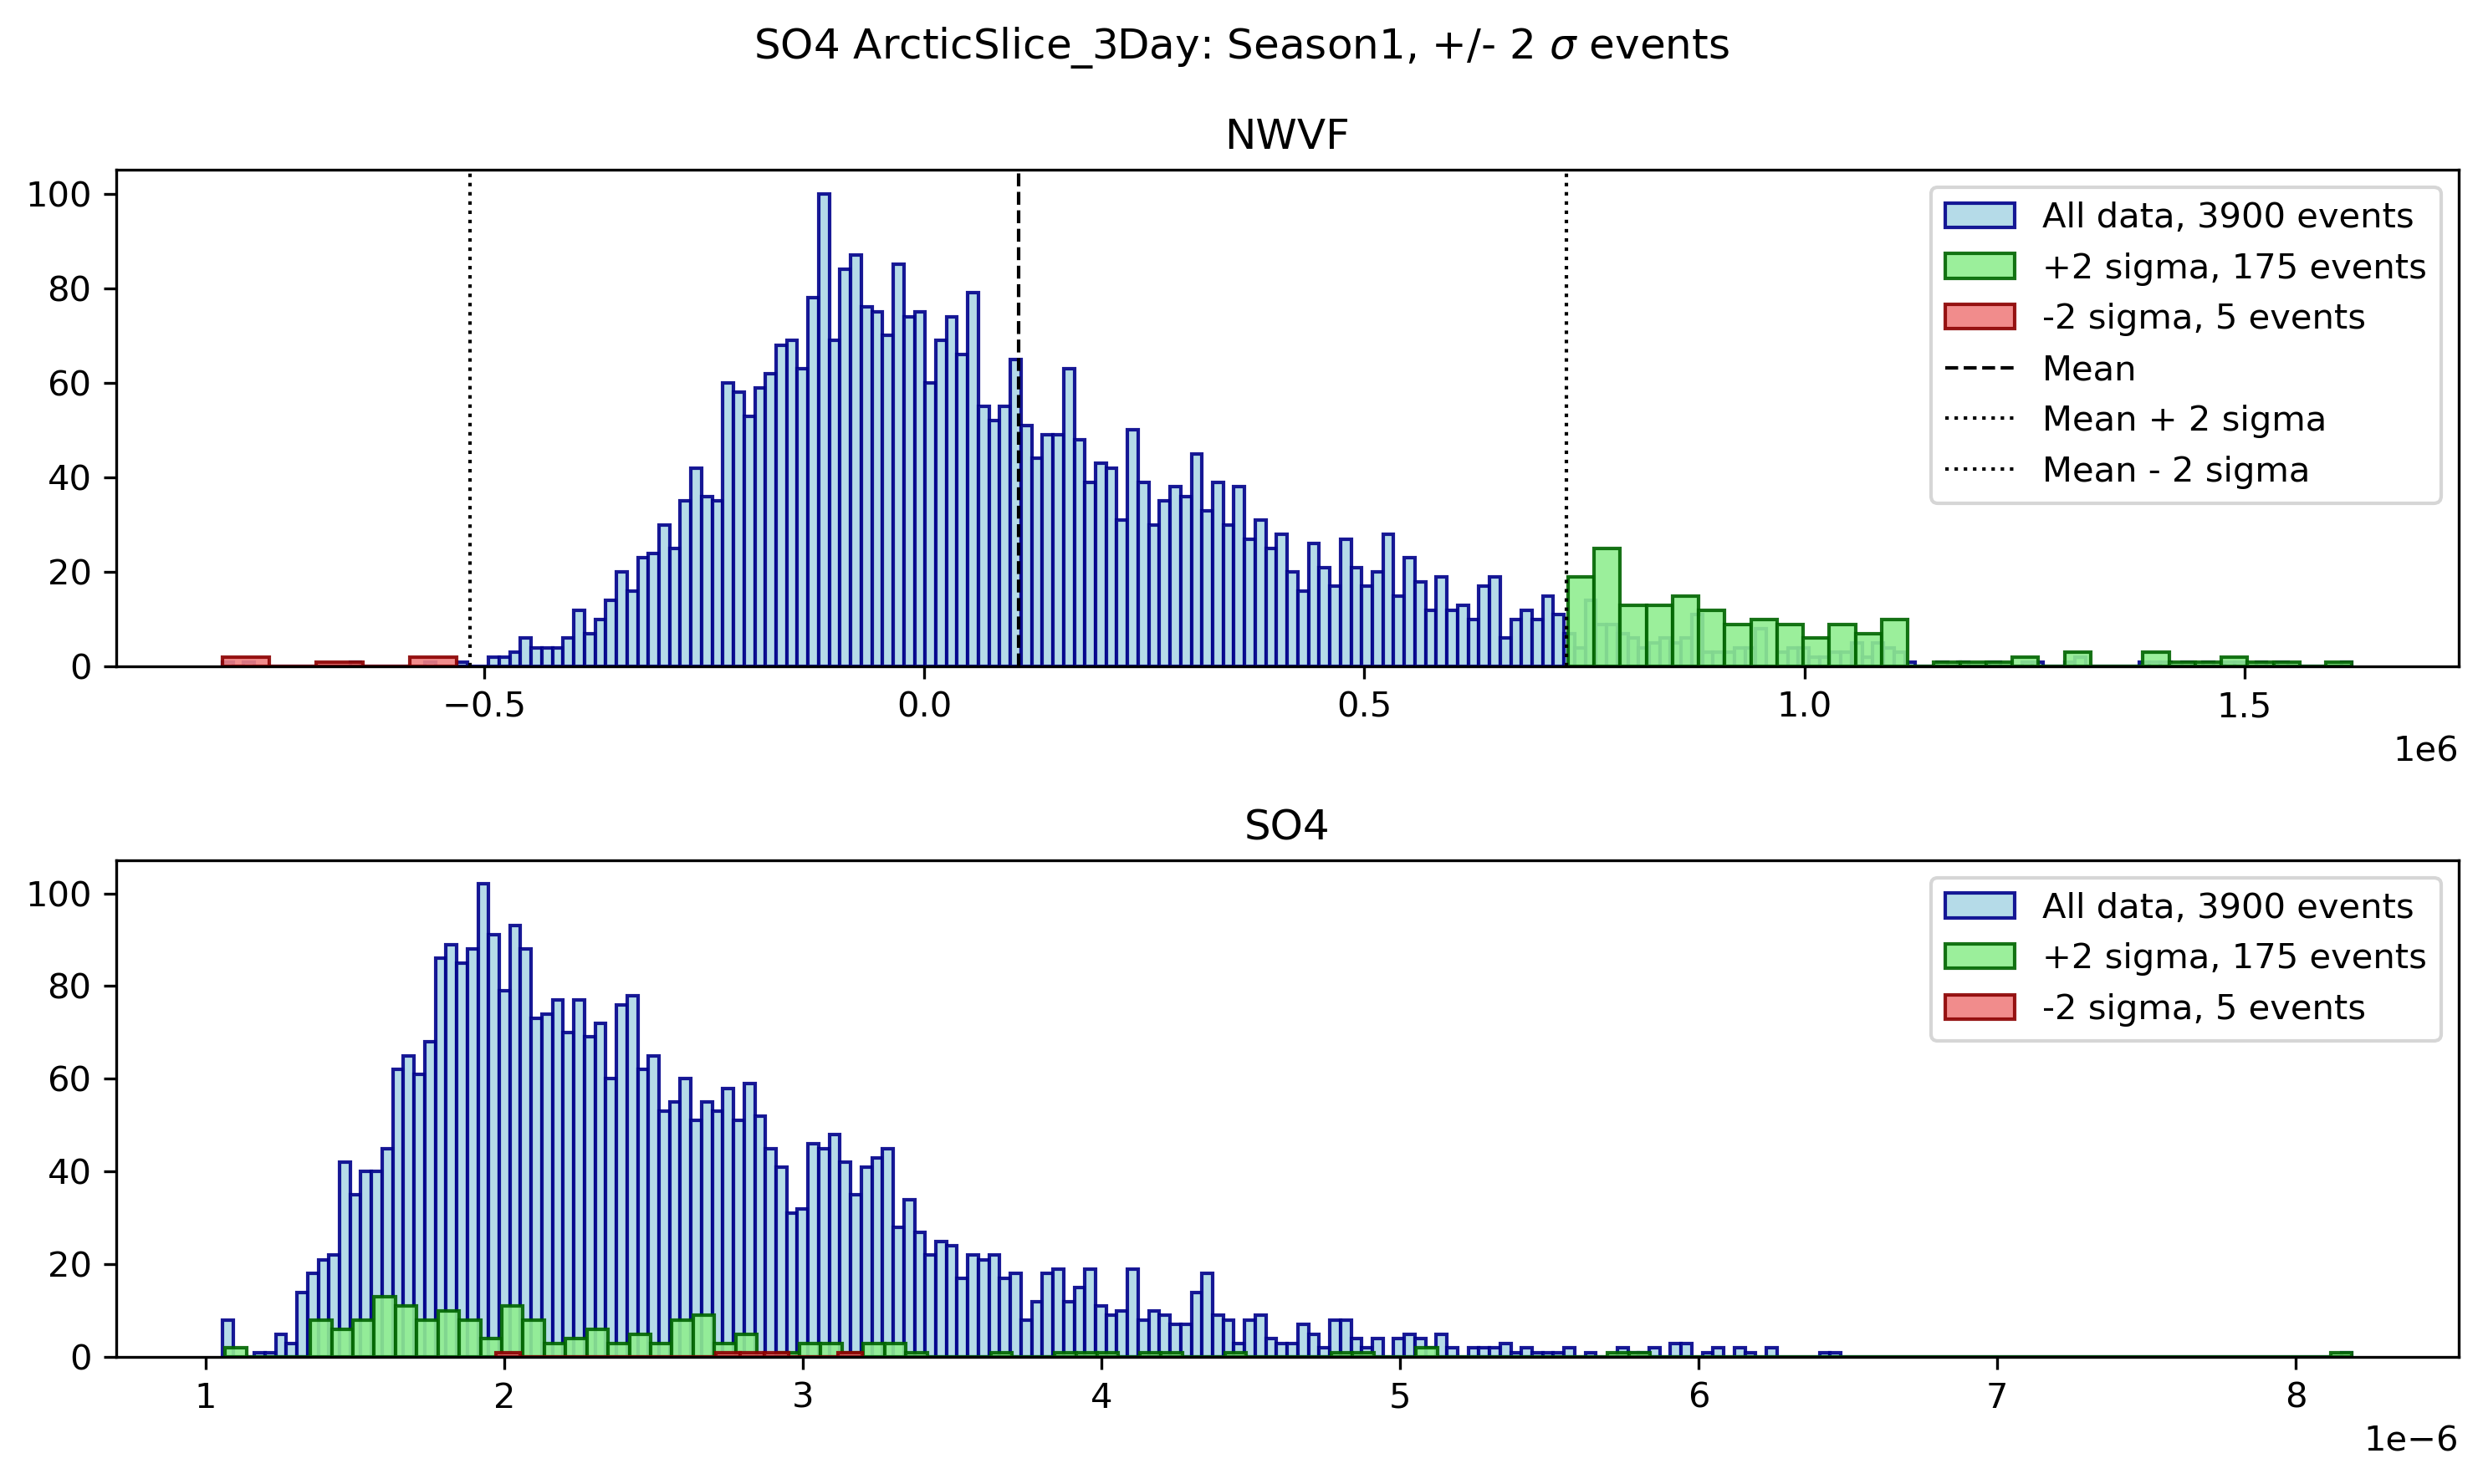 SO4 ArcticSlice_3Day: Season1, +/- 2 σ events
NWVF
100
80
60
40
20
0
All data, 3900 events
+2 sigma, 175 events
-2 sigma, 5 events
Mean
Mean + 2 sigma
Mean - 2 sigma
−0.5 0.0 0.5 1.0 1.5
1e6
SO4
100
80
60
40
20
0
All data, 3900 events
+2 sigma, 175 events
-2 sigma, 5 events
1 2 3 4 5 6 7 8
1e−6